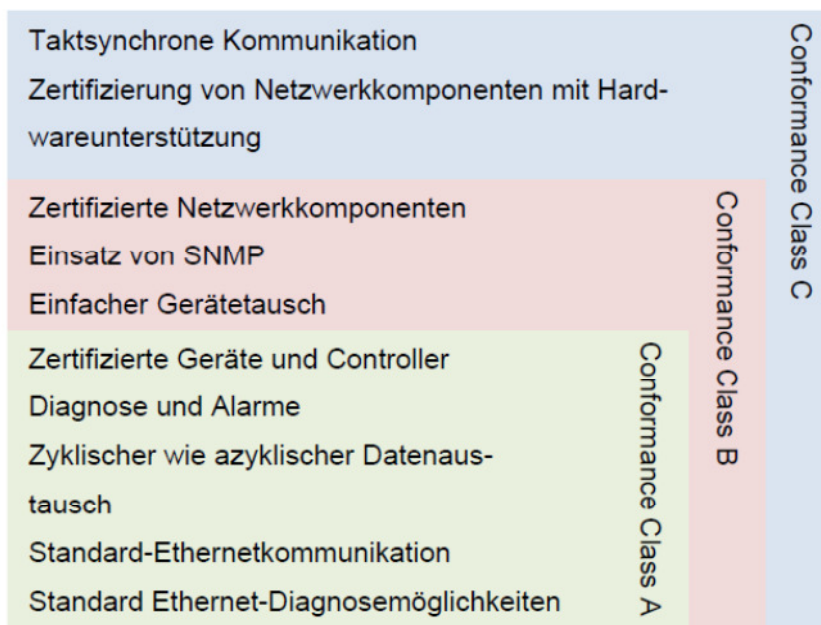 Taktsynchrone Kommunikation
Zertifizierung von Netzwerkkomponenten mit Hard-
wareunterstützung
Conformance Class C
Zertifizierte Netzwerkkomponenten
Einsatz von SNMP
Einfacher Gerätetausch
Conformance Class B
Zertifizierte Geräte und Controller
Diagnose und Alarme
Zyklischer wie azyklischer Datenaus-
tausch
Standard-Ethernetkommunikation
Standard Ethernet-Diagnosemöglichkeiten
Conformance Class A